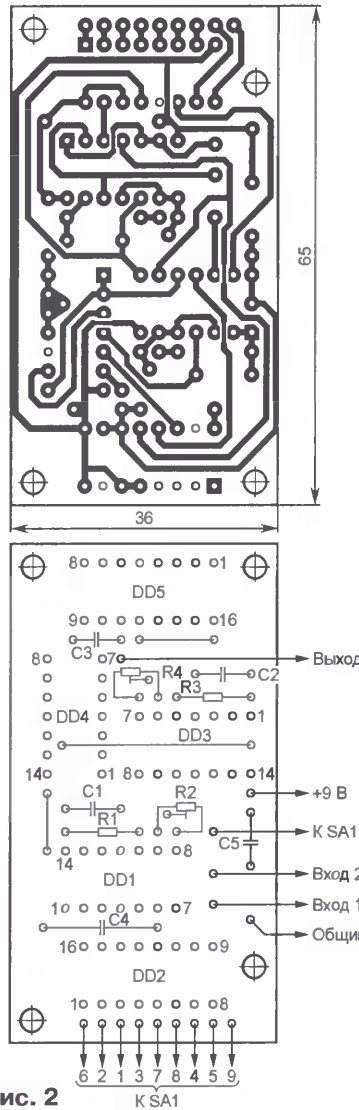 65
36
8 1
DD5
9 16
C3
8 7 Выход
R4 C2
R3
DD4 7 1
DD3
14 1 8 14
C1 R2 +9 В
R1 C5 К SA1
14 8
Вход 2
DD1
Вход 1
1 7
C4 Общий
16 9
DD2
1 8
6 2 1 3 7 8 4 5 9
К SA1
ис. 2